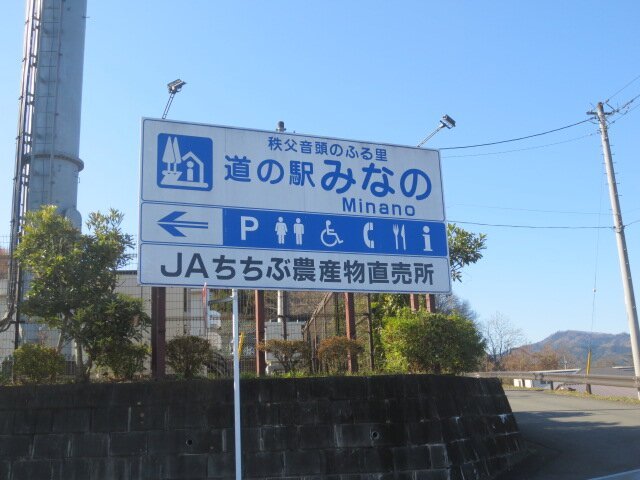 秩父音頭のふる里
道の駅みなの
Minano
P i
JAちちぶ農産物直売所